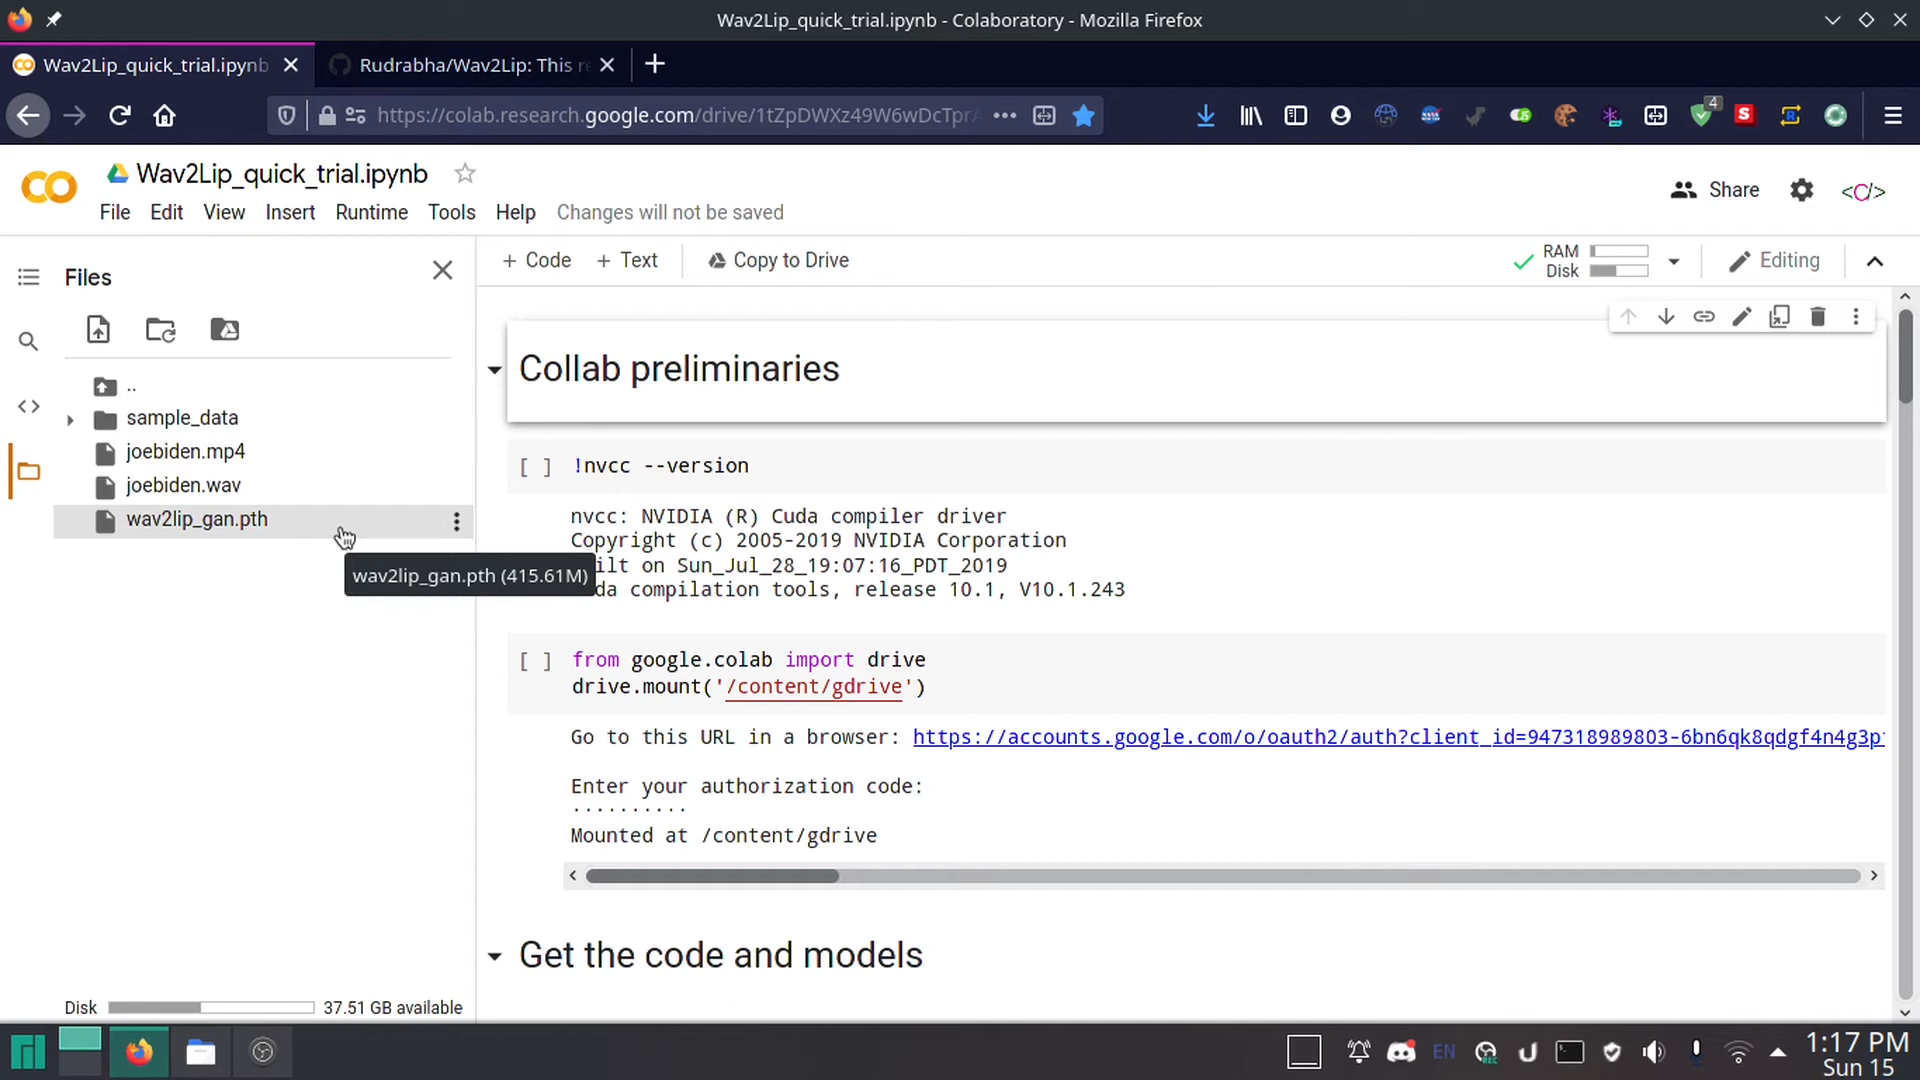 Wav2Lip_quick_trial.ipynb - Colaboratory - Mozilla Firefox
Wav2Lip_quick_trial.ipynb
Rudrabha/Wav2Lip: This re
https://colab.research.google.com/drive/1tZpDWXz49W6wDcTprA
4
S
Wav2Lip_quick_trial.ipynb
Share
File Edit View Insert Runtime Tools Help Changes will not be saved
Files
+ Code + Text Copy to Drive
RAM
Disk
Editing
..
sample_data
joebiden.mp4
joebiden.wav
wav2lip_gan.pth
wav2lip_gan.pth (415.61M)
Collab preliminaries
[ ] !nvcc --version
nvcc: NVIDIA (R) Cuda compiler driver
Copyright (c) 2005-2019 NVIDIA Corporation
ilt on Sun_Jul_28_19:07:16_PDT_2019
da compilation tools, release 10.1, V10.1.243
[ ] from google.colab import drive
drive.mount('/content/gdrive')
Go to this URL in a browser: https://accounts.google.com/o/oauth2/auth?client_id=947318989803-6bn6qk8qdgf4n4g3p
Enter your authorization code:
··········
Mounted at /content/gdrive
Get the code and models
Disk 37.51 GB available
EN
REC
1:17 PM
Sun 15